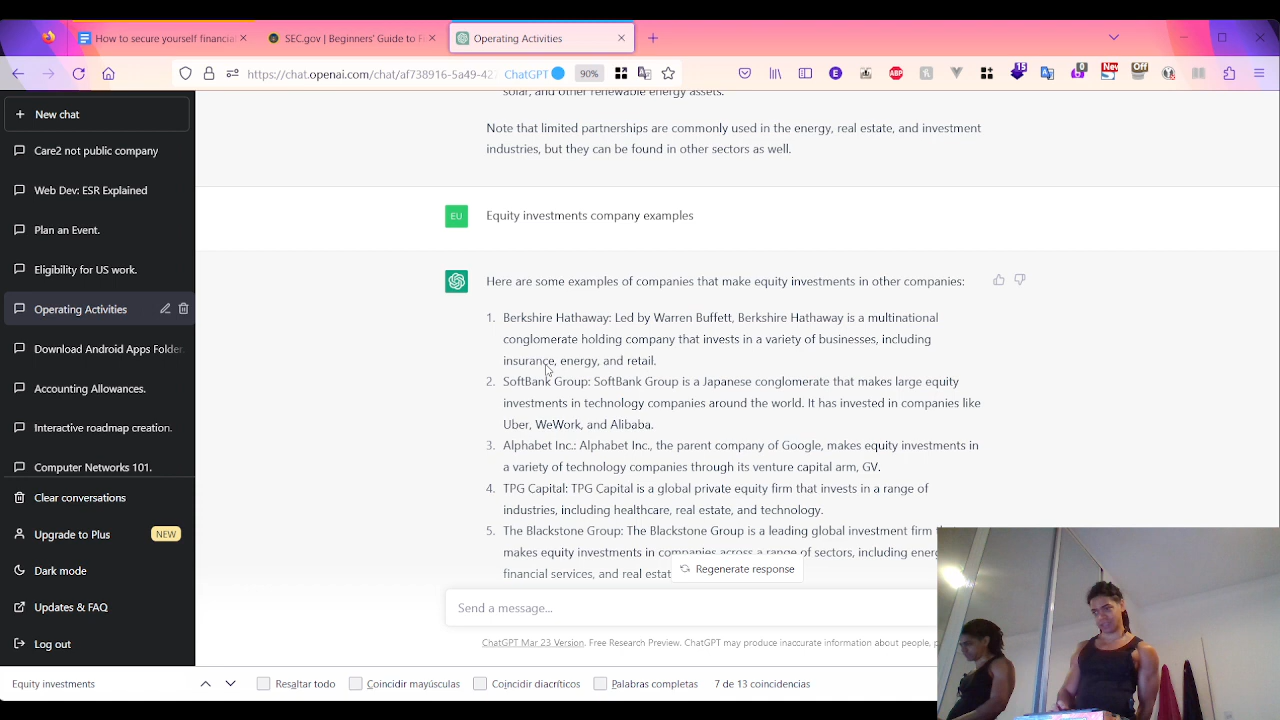 How to secure yourself financial
SEC.gov | Beginners' Guide to Fi
Operating Activities
https://chat.openai.com/chat/af738916-5a49-42
ChatGPT
90%
15
0
New
Off
ABP
E
New chat
Care2 not public company
Web Dev: ESR Explained
Plan an Event.
Eligibility for US work.
Operating Activities
Download Android Apps Folder
Accounting Allowances.
Interactive roadmap creation.
Computer Networks 101.
Clear conversations
Upgrade to Plus NEW
Dark mode
Updates & FAQ
Log out
solar, and other renewable energy assets.
Note that limited partnerships are commonly used in the energy, real estate, and investment
industries, but they can be found in other sectors as well.
EU
Equity investments company examples
Here are some examples of companies that make equity investments in other companies:
1. Berkshire Hathaway: Led by Warren Buffett, Berkshire Hathaway is a multinational
conglomerate holding company that invests in a variety of businesses, including
insurance, energy, and retail.
2. SoftBank Group: SoftBank Group is a Japanese conglomerate that makes large equity
investments in technology companies around the world. It has invested in companies like
Uber, WeWork, and Alibaba.
3. Alphabet Inc.: Alphabet Inc., the parent company of Google, makes equity investments in
a variety of technology companies through its venture capital arm, GV.
4. TPG Capital: TPG Capital is a global private equity firm that invests in a range of
industries, including healthcare, real estate, and technology.
5. The Blackstone Group: The Blackstone Group is a leading global investment firm
makes equity investments in companies across a range of sectors, including
financial services, and real estat
Regenerate response
Send a message...
ChatGPT Mar 23 Version. Free Research Preview. ChatGPT may produce inaccurate information about people,
Equity investments
Resaltar todo
Coincidir mayúsculas
Coincidir diacríticos
Palabras completas
7 de 13 coincidencias